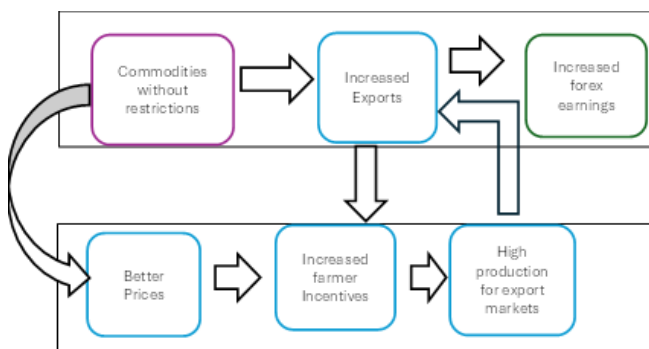 Commodities
without
restrictions
Increased
Exports
Increased
forex
earnings
Better
Prices
Increased
farmer
Incentives
High
production
for export
markets